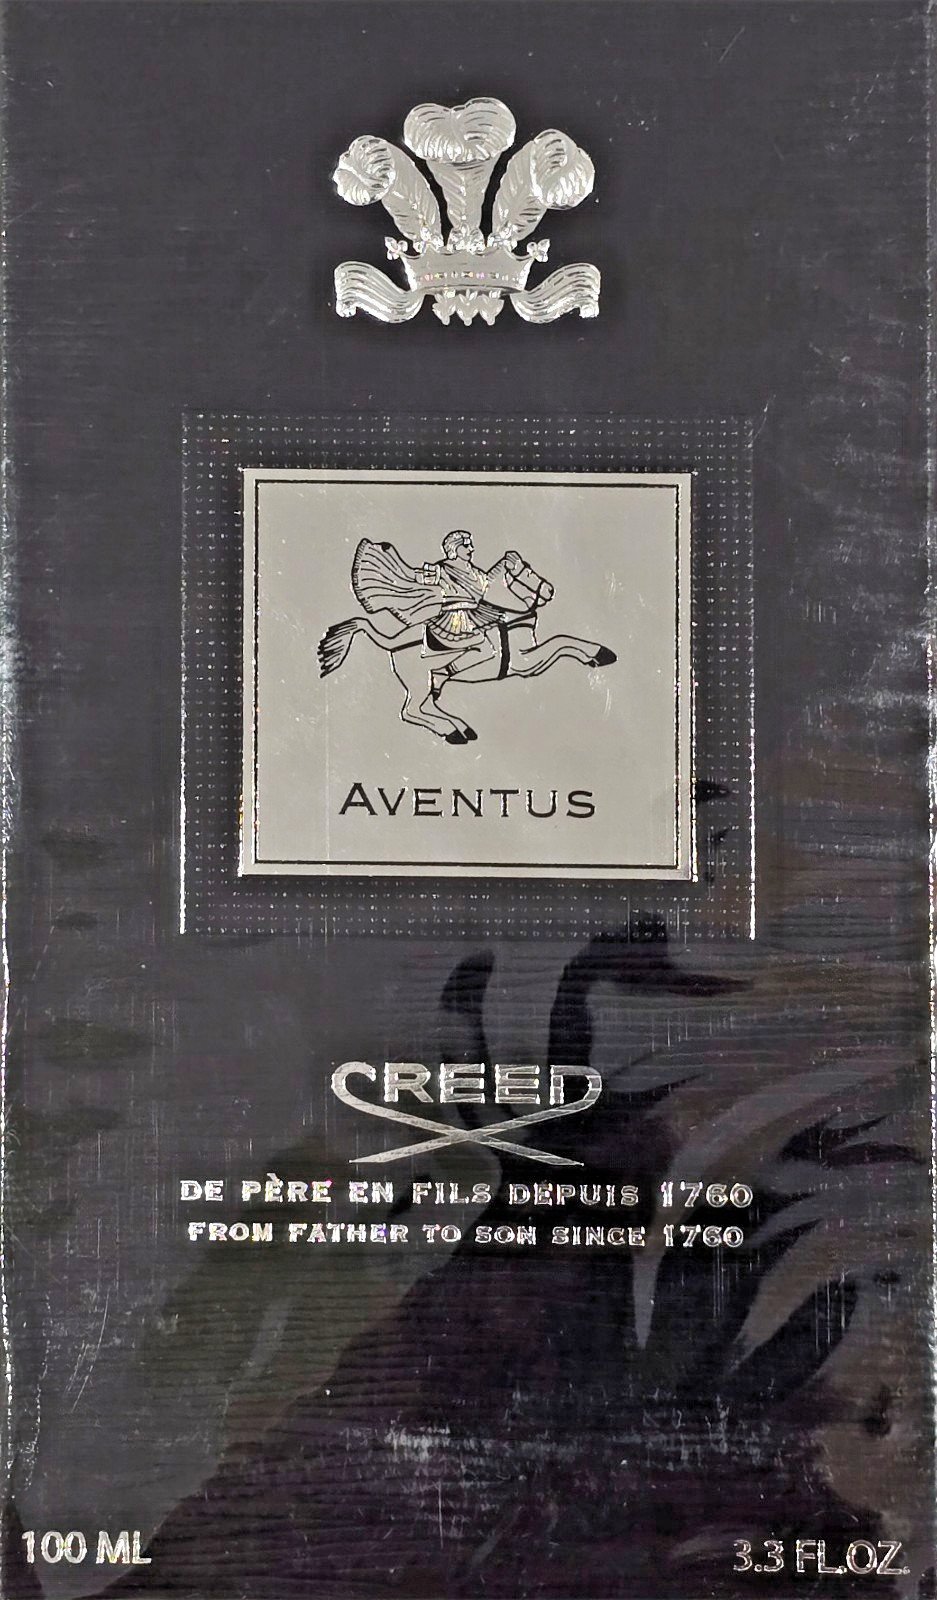 AVENTUS
CREED
DE PÈRE EN FILS DEPUIS 1760
FROM FATHER TO SON SINCE 1760
100 ML
3.3 FL.OZ.